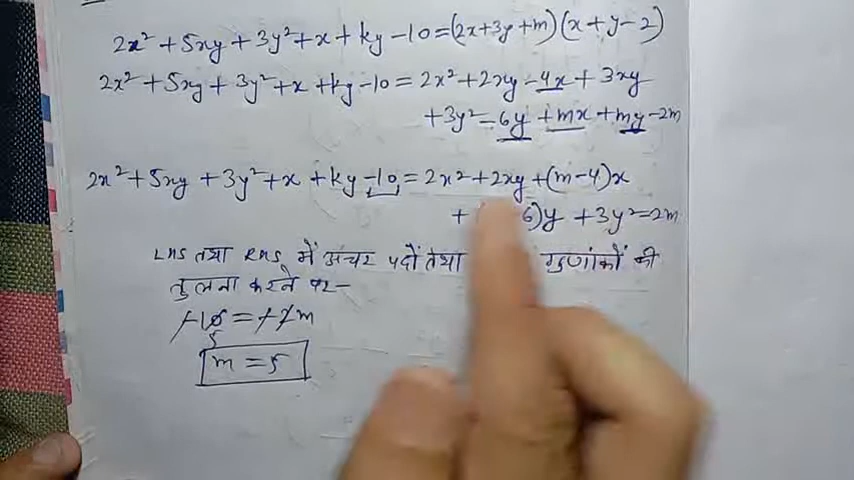 2x² + 5xy + 3y² + x + ky - 10 = (2x+3y+m)(x+y-2)
2x² + 5xy + 3y² + x + ky - 10 = 2x² + 2xy - 4x + 3xy
+ 3y² - 6y + mx + my - 2m
2x² + 5xy + 3y² + x + ky - 10 = 2x² + 2xy + (m-4)x
+ 6)y + 3y² = 2m
LHS तथा RHS में अचर पदों तथा गुणांकों की
तुलना करने पर-
-10 = -2m
5
m = 5